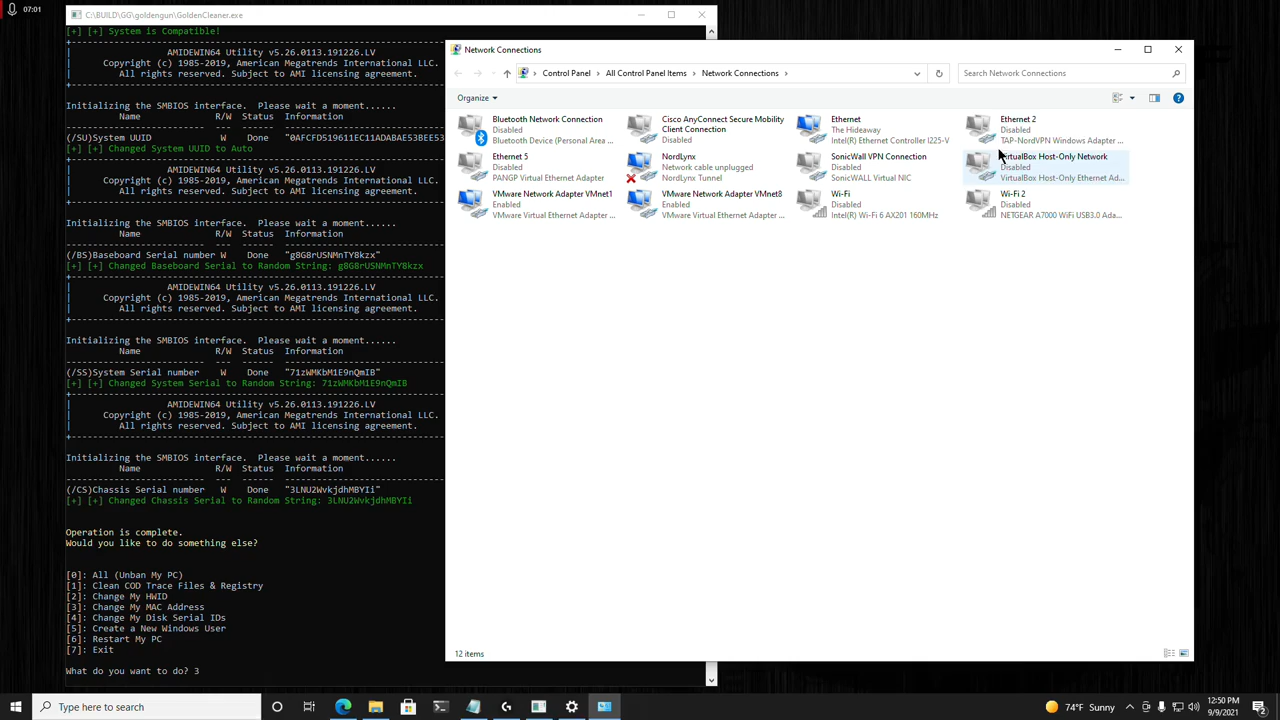 07:01
C:\BUILD\GG\goldengun\GoldenCleaner.exe
[+] [+] System is Compatible!
AMIDEWIN64 Utility v5.26.0113.191226.LV
Copyright (c) 1985-2019, American Megatrends International LLC.
All rights reserved. Subject to AMI licensing agreement.
Initializing the SMBIOS interface. Please wait a moment......
Name R/W Status Information
(/SU)System UUID W Done "0AFCFD519611EC11ADABAE53BEE53
[+] [+] Changed System UUID to Auto
AMIDEWIN64 Utility v5.26.0113.191226.LV
Copyright (c) 1985-2019, American Megatrends International LLC.
All rights reserved. Subject to AMI licensing agreement.
Initializing the SMBIOS interface. Please wait a moment......
Name R/W Status Information
(/BS)Baseboard Serial number W Done "g8G8rUSNMnTY8kzx"
[+] [+] Changed Baseboard Serial to Random String: g8G8rUSNMnTY8kzx
AMIDEWIN64 Utility v5.26.0113.191226.LV
Copyright (c) 1985-2019, American Megatrends International LLC.
All rights reserved. Subject to AMI licensing agreement.
Initializing the SMBIOS interface. Please wait a moment......
Name R/W Status Information
(/SS)System Serial number W Done "71zWMKbM1E9nQmIB"
[+] [+] Changed System Serial to Random String: 71zWMKbM1E9nQmIB
AMIDEWIN64 Utility v5.26.0113.191226.LV
Copyright (c) 1985-2019, American Megatrends International LLC.
All rights reserved. Subject to AMI licensing agreement.
Initializing the SMBIOS interface. Please wait a moment......
Name R/W Status Information
(/CS)Chassis Serial number W Done "3LNU2WvkjdhMBYIi"
[+] [+] Changed Chassis Serial to Random String: 3LNU2WvkjdhMBYIi
Operation is complete.
Would you like to do something else?
[0]: All (Unban My PC)
[1]: Clean COD Trace Files & Registry
[2]: Change My HWID
[3]: Change My MAC Address
[4]: Change My Disk Serial IDs
[5]: Create a New Windows User
[6]: Restart My PC
[7]: Exit
What do you want to do? 3
Network Connections
Control Panel > All Control Panel Items > Network Connections >
Search Network Connections
Organize
Bluetooth Network Connection
Disabled
Bluetooth Device (Personal Area ...
Cisco AnyConnect Secure Mobility
Client Connection
Disabled
Ethernet
The Hideaway
Intel(R) Ethernet Controller I225-V
Ethernet 2
Disabled
TAP-NordVPN Windows Adapter ...
Ethernet 5
Disabled
PANGP Virtual Ethernet Adapter
NordLynx
Network cable unplugged
NordLynx Tunnel
SonicWall VPN Connection
Disabled
SonicWALL Virtual NIC
VirtualBox Host-Only Network
Disabled
VirtualBox Host-Only Ethernet Ad...
VMware Network Adapter VMnet1
Enabled
VMware Virtual Ethernet Adapter ...
VMware Network Adapter VMnet8
Enabled
VMware Virtual Ethernet Adapter ...
Wi-Fi
Disabled
Intel(R) Wi-Fi 6 AX201 160MHz
Wi-Fi 2
Disabled
NETGEAR A7000 WiFi USB3.0 Ada...
12 items
Type here to search
74°F Sunny
12:50 PM
9/9/2021